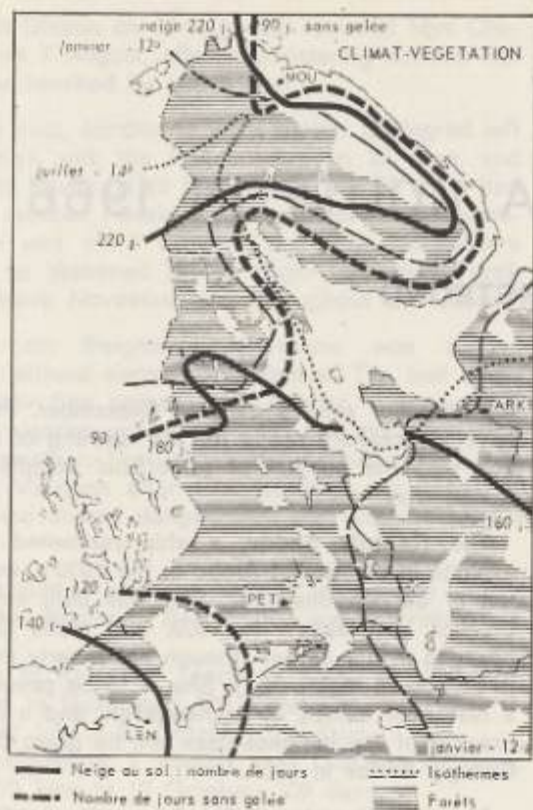 neige 220 j. 90 j. sans gelée
janvier - 12°
CLIMAT-VEGETATION
MOU
juillet - 14°
220 j.
ARK
90 j.
180 j.
160 j.
120 j.
PET
140 j.
LEN
janvier - 12
Neige au sol : nombre de jours
Isothermes
Nombre de jours sans gelée
Forêts